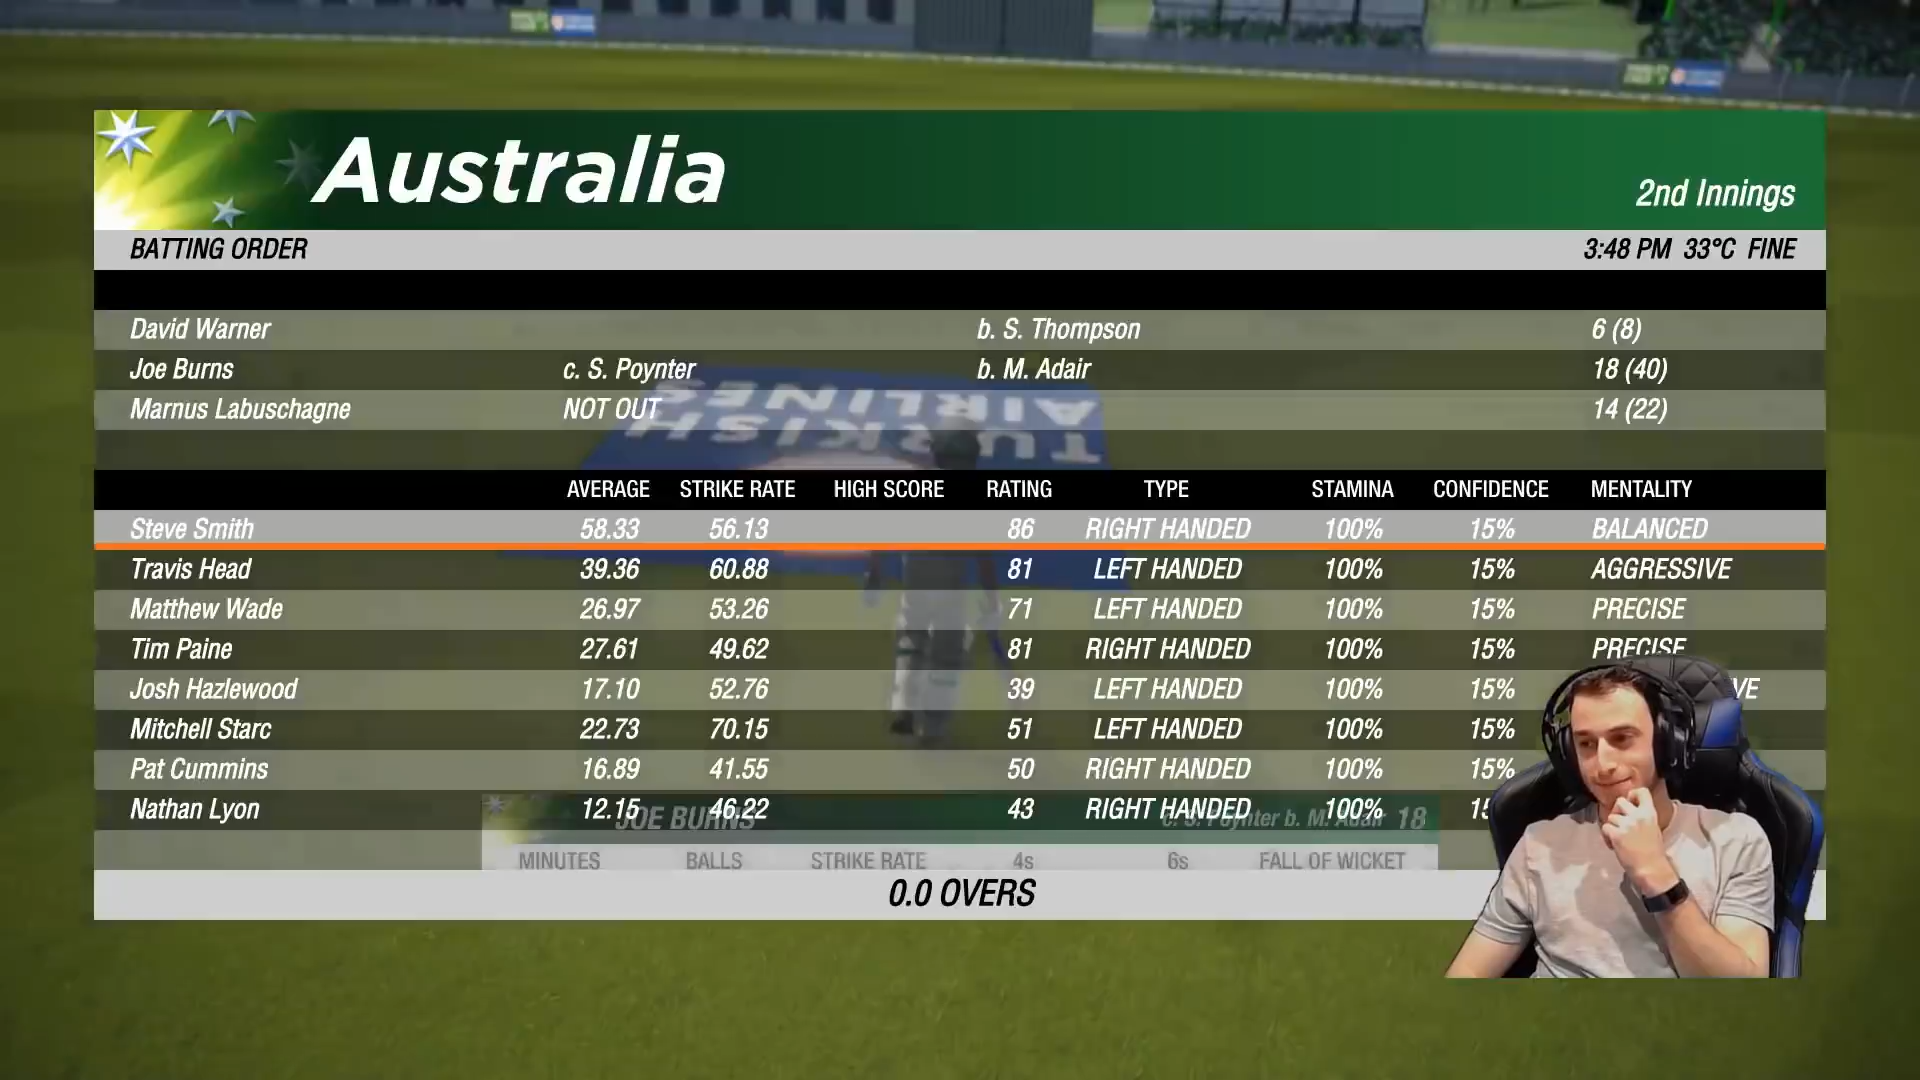 Australia
2nd Innings
BATTING ORDER 3:48 PM 33°C FINE
David Warner b. S. Thompson 6 (8)
Joe Burns c. S. Poynter b. M. Adair 18 (40)
Marnus Labuschagne NOT OUT 14 (22)
TURKISH AIRLINES
AVERAGE STRIKE RATE HIGH SCORE RATING TYPE STAMINA CONFIDENCE MENTALITY
Steve Smith 58.33 56.13 86 RIGHT HANDED 100% 15% BALANCED
Travis Head 39.36 60.88 81 LEFT HANDED 100% 15% AGGRESSIVE
Matthew Wade 26.97 53.26 71 LEFT HANDED 100% 15% PRECISE
Tim Paine 27.61 49.62 81 RIGHT HANDED 100% 15% PRECISE
Josh Hazlewood 17.10 52.76 39 LEFT HANDED 100% 15% VE
Mitchell Starc 22.73 70.15 51 LEFT HANDED 100% 15%
Pat Cummins 16.89 41.55 50 RIGHT HANDED 100% 15%
Nathan Lyon 12.15 46.22 43 RIGHT HANDED 100% 15
JOE BURNS c. S. Poynter b. M. Adair 18
MINUTES BALLS STRIKE RATE 4s 6s FALL OF WICKET
0.0 OVERS